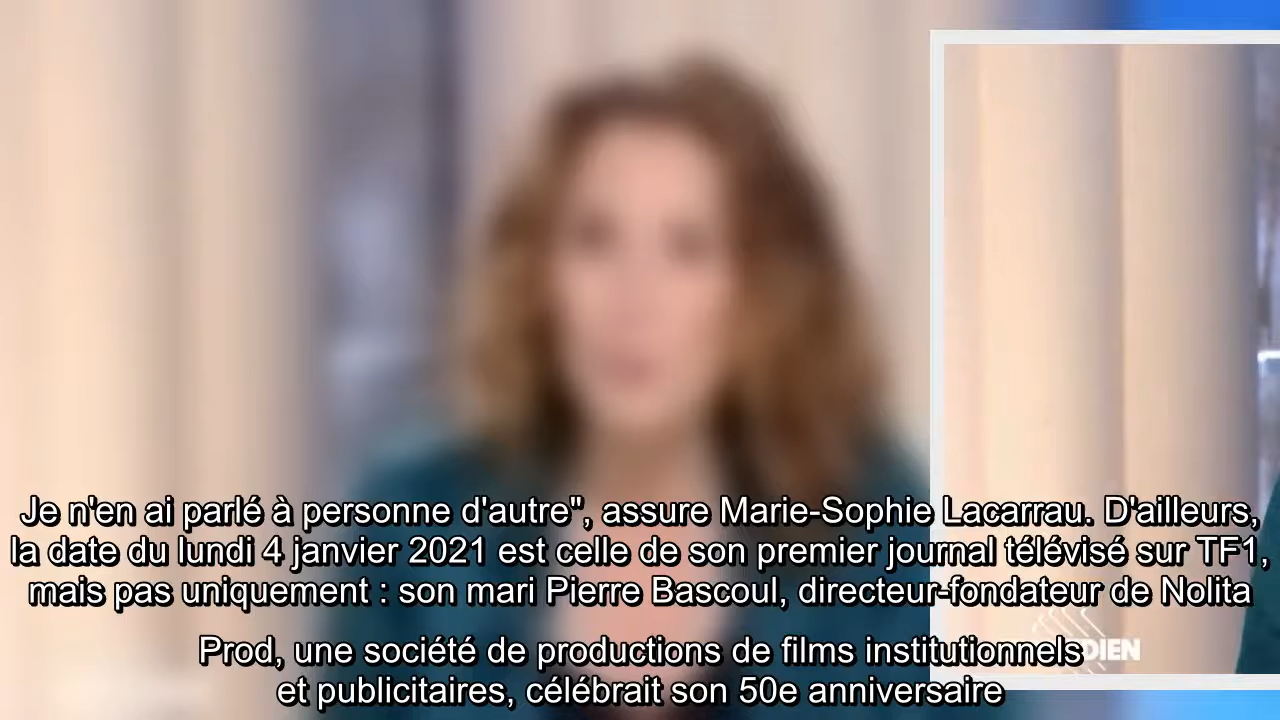 Je n'en ai parlé à personne d'autre", assure Marie-Sophie Lacarrau. D'ailleurs,
la date du lundi 4 janvier 2021 est celle de son premier journal télévisé sur TF1,
mais pas uniquement : son mari Pierre Bascoul, directeur-fondateur de Nolita
Prod, une société de productions de films institutionnels
et publicitaires, célébrait son 50e anniversaire